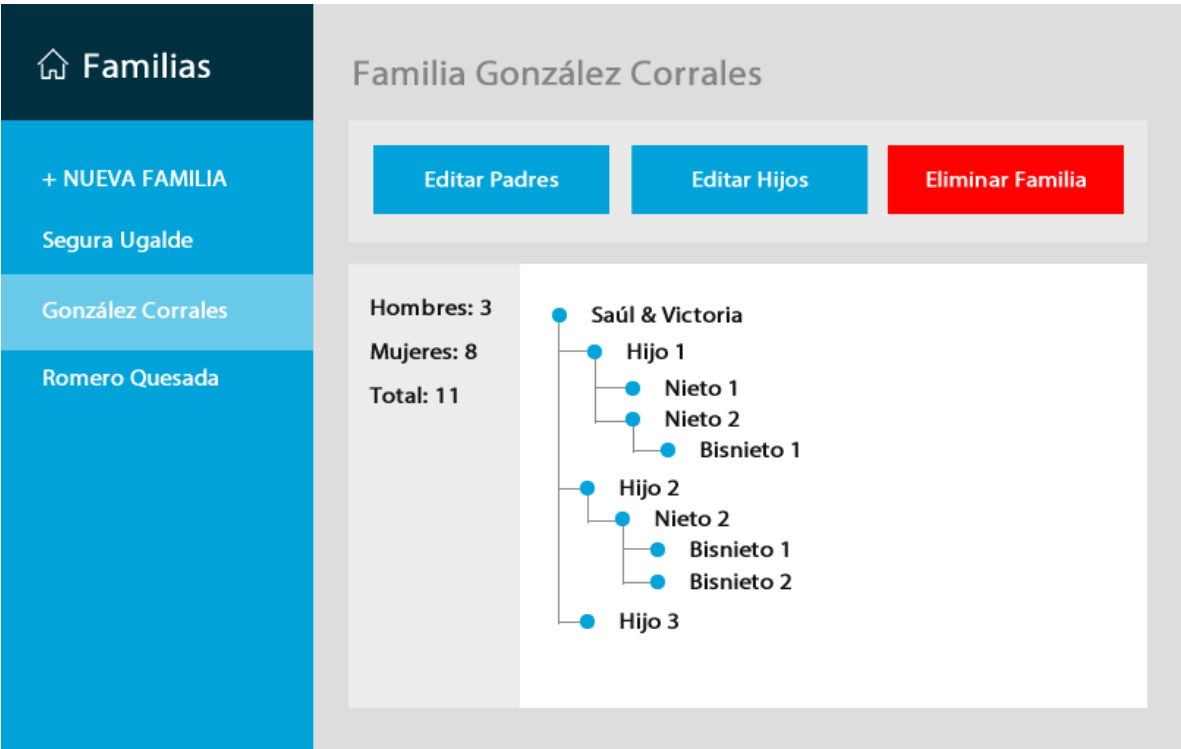 Familias
+ NUEVA FAMILIA
Segura Ugalde
González Corrales
Romero Quesada
Familia González Corrales
Editar Padres
Editar Hijos
Eliminar Familia
Hombres: 3
Mujeres: 8
Total: 11
Saúl & Victoria
Hijo 1
Nieto 1
Nieto 2
Bisnieto 1
Hijo 2
Nieto 2
Bisnieto 1
Bisnieto 2
Hijo 3